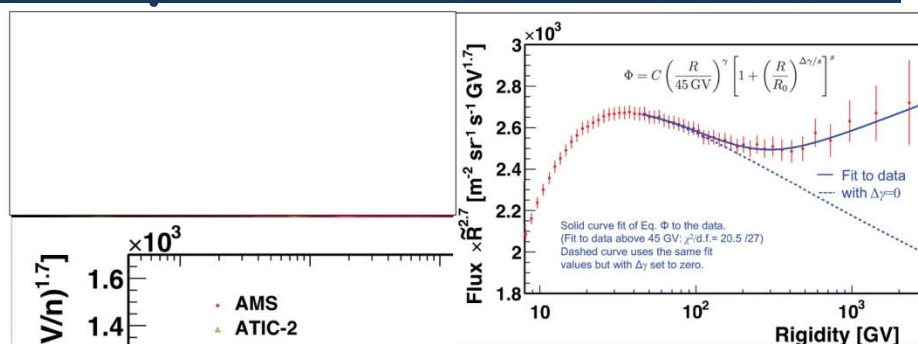 ×10³
1.6
1.4
V/n)^1.7
AMS
ATIC-2
×10³
3
2.8
2.6
2.4
2.2
2
1.8
Flux ×R̃^2.7 [m⁻² sr⁻¹ s⁻¹ GV^1.7]
Φ = C (R / 45 GV)^γ [1 + (R / R₀)^Δγ/s]^s
Fit to data
with Δγ=0
Solid curve fit of Eq. Φ to the data.
(Fit to data above 45 GV: χ²/d.f.= 20.5 /27)
Dashed curve uses the same fit
values but with Δγ set to zero.
10
10²
10³
Rigidity [GV]